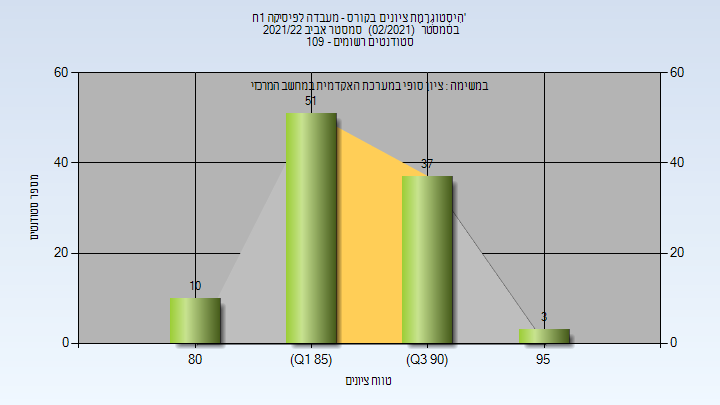 הִיסְטוֹגְרָמַת ציונים בקורס - מעבדה לפיסיקה 1ח'
בסמסטר (02/2021) סמסטר אביב 2021/22
סטודנטים רשומים - 109
במשימה : ציון סופי במערכת האקדמית במחשב המרכזי
60
40
20
0
60
40
20
0
מספר סטודנטים
10
51
37
3
80
(Q1 85)
(Q3 90)
95
טווח ציונים